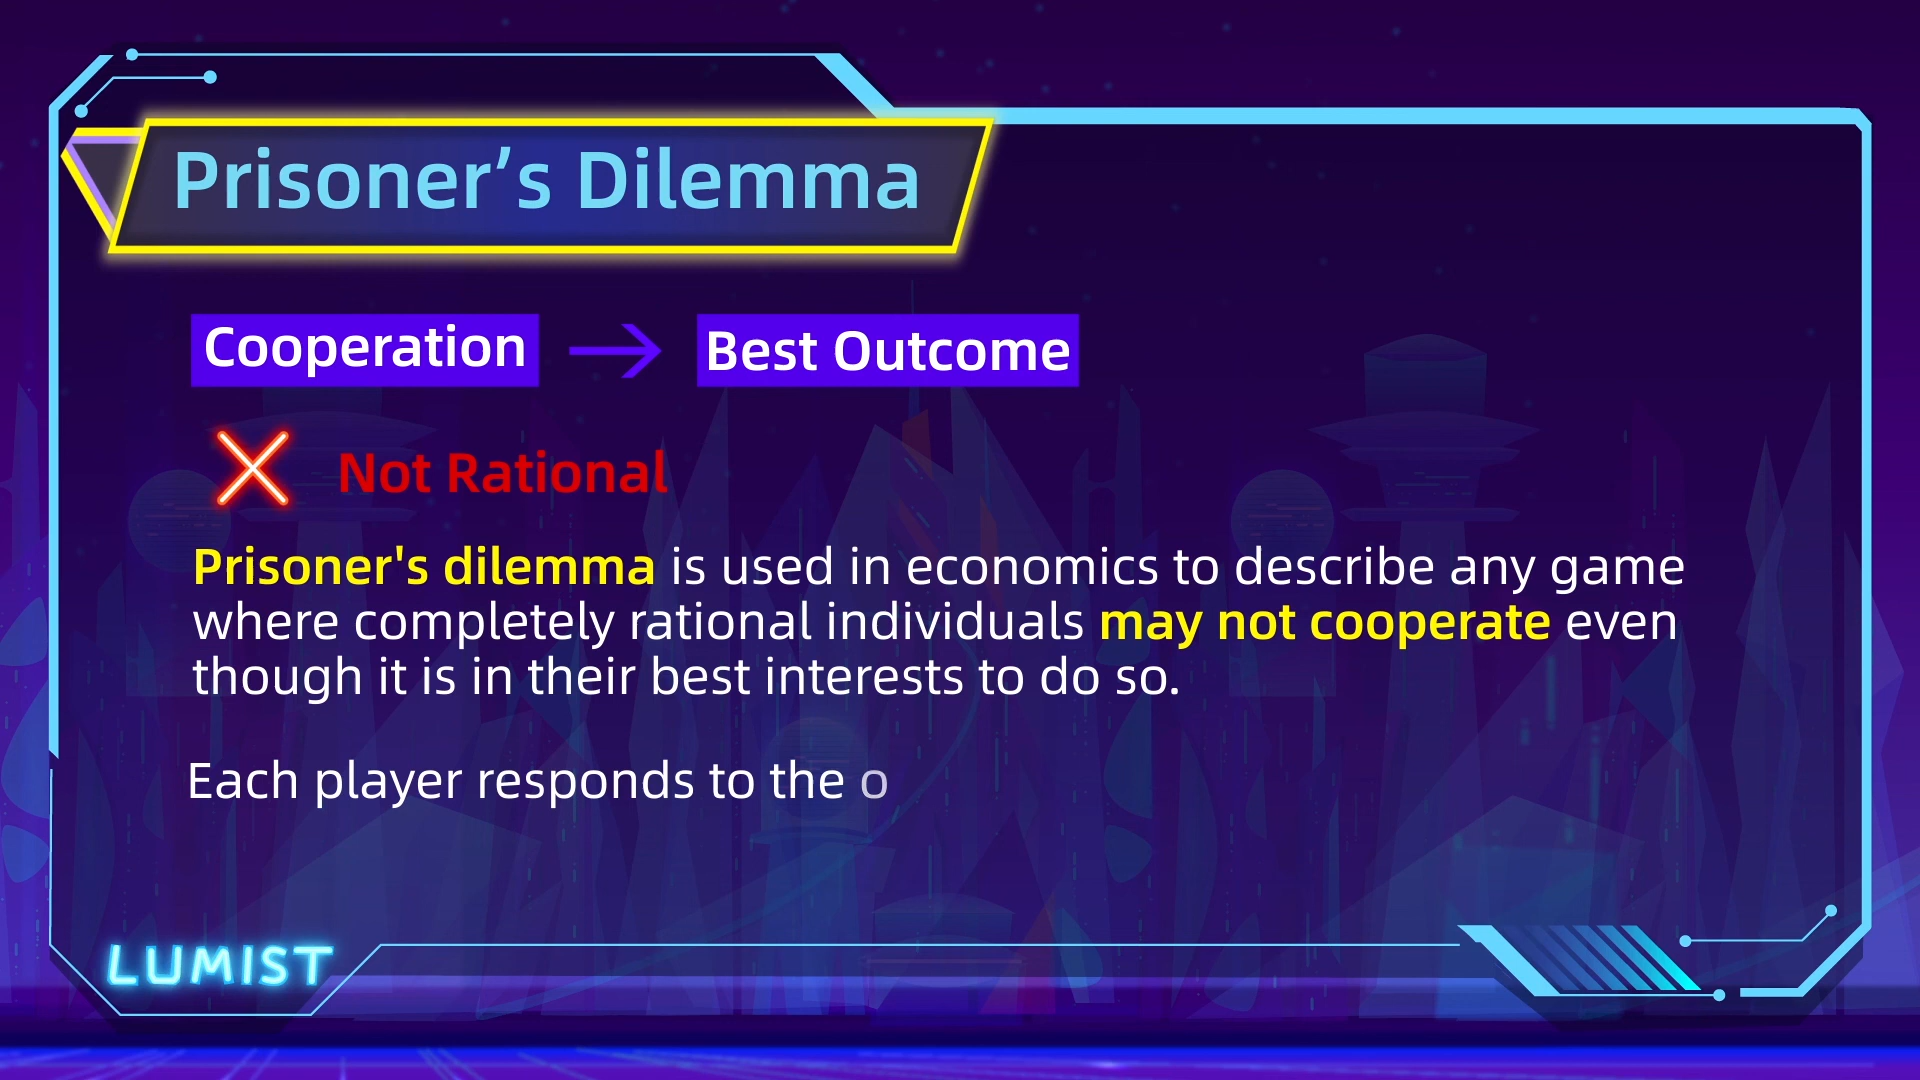 Prisoner’s Dilemma
Cooperation → Best Outcome
Not Rational
Prisoner's dilemma is used in economics to describe any game
where completely rational individuals may not cooperate even
though it is in their best interests to do so.
Each player responds to the o
LUMIST